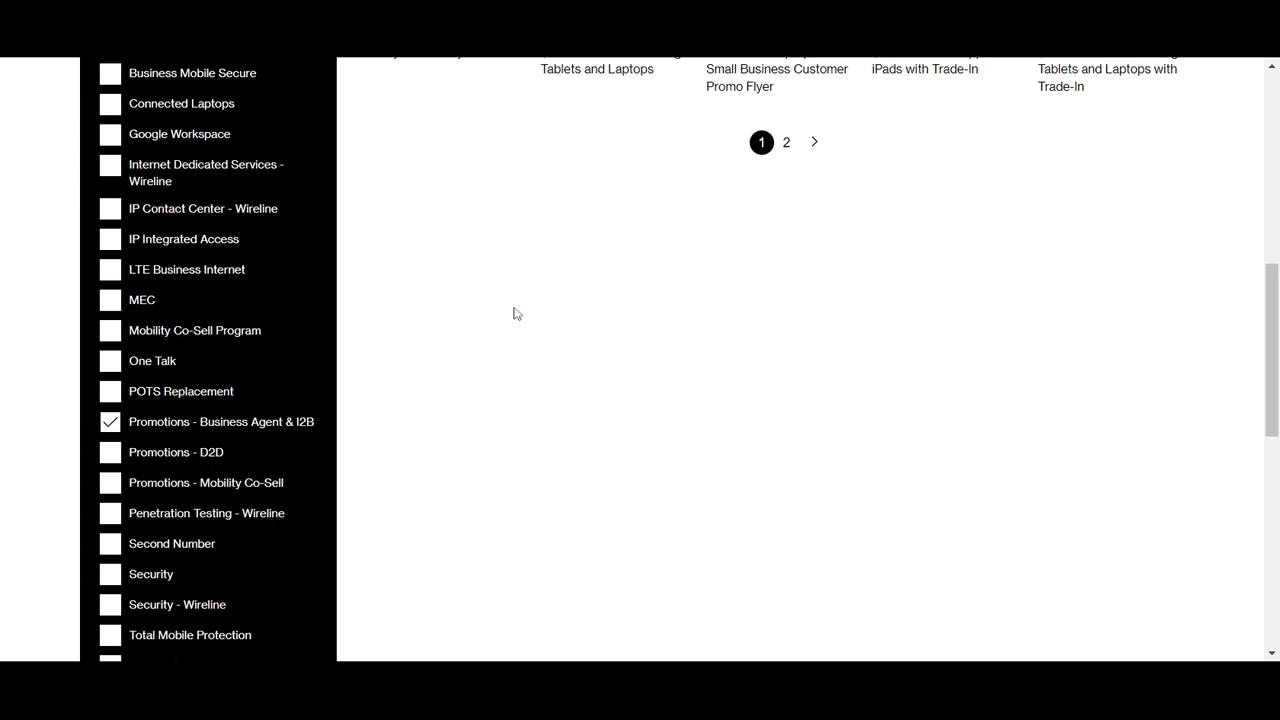 Business Mobile Secure
Connected Laptops
Google Workspace
Internet Dedicated Services -
Wireline
IP Contact Center - Wireline
IP Integrated Access
LTE Business Internet
MEC
Mobility Co-Sell Program
One Talk
POTS Replacement
Promotions - Business Agent & I2B
Promotions - D2D
Promotions - Mobility Co-Sell
Penetration Testing - Wireline
Second Number
Security
Security - Wireline
Total Mobile Protection
Tablets and Laptops
Small Business Customer
Promo Flyer
iPads with Trade-In
Tablets and Laptops with
Trade-In
1 2